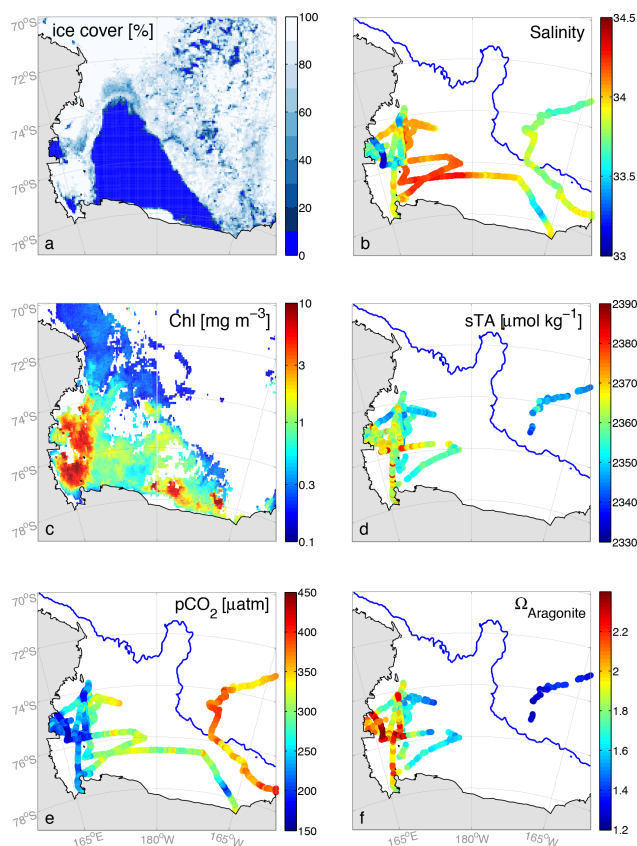 ice cover [%]
70°S
72°S
74°S
76°S
78°S
100
80
60
40
20
0
a
Salinity
34.5
34
33.5
33
b
Chl [mg m−3]
70°S
72°S
74°S
76°S
78°S
10
3
1
0.3
0.1
c
sTA [μmol kg−1]
2390
2380
2370
2360
2350
2340
2330
d
pCO2 [μatm]
70°S
72°S
74°S
76°S
78°S
165°E
180°W
165°W
450
400
350
300
250
200
150
e
ΩAragonite
165°E
180°W
165°W
2.2
2
1.8
1.6
1.4
1.2
f